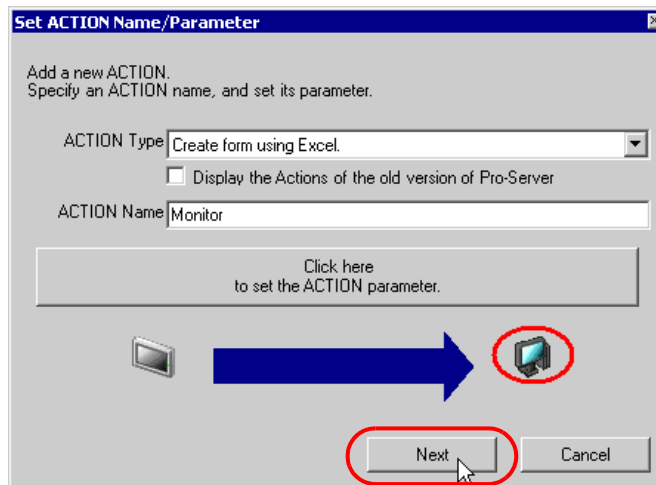 Set ACTION Name/Parameter
Add a new ACTION.
Specify an ACTION name, and set its parameter.
ACTION Type Create form using Excel.
Display the Actions of the old version of Pro-Server
ACTION Name Monitor
Click here
to set the ACTION parameter.
Next Cancel